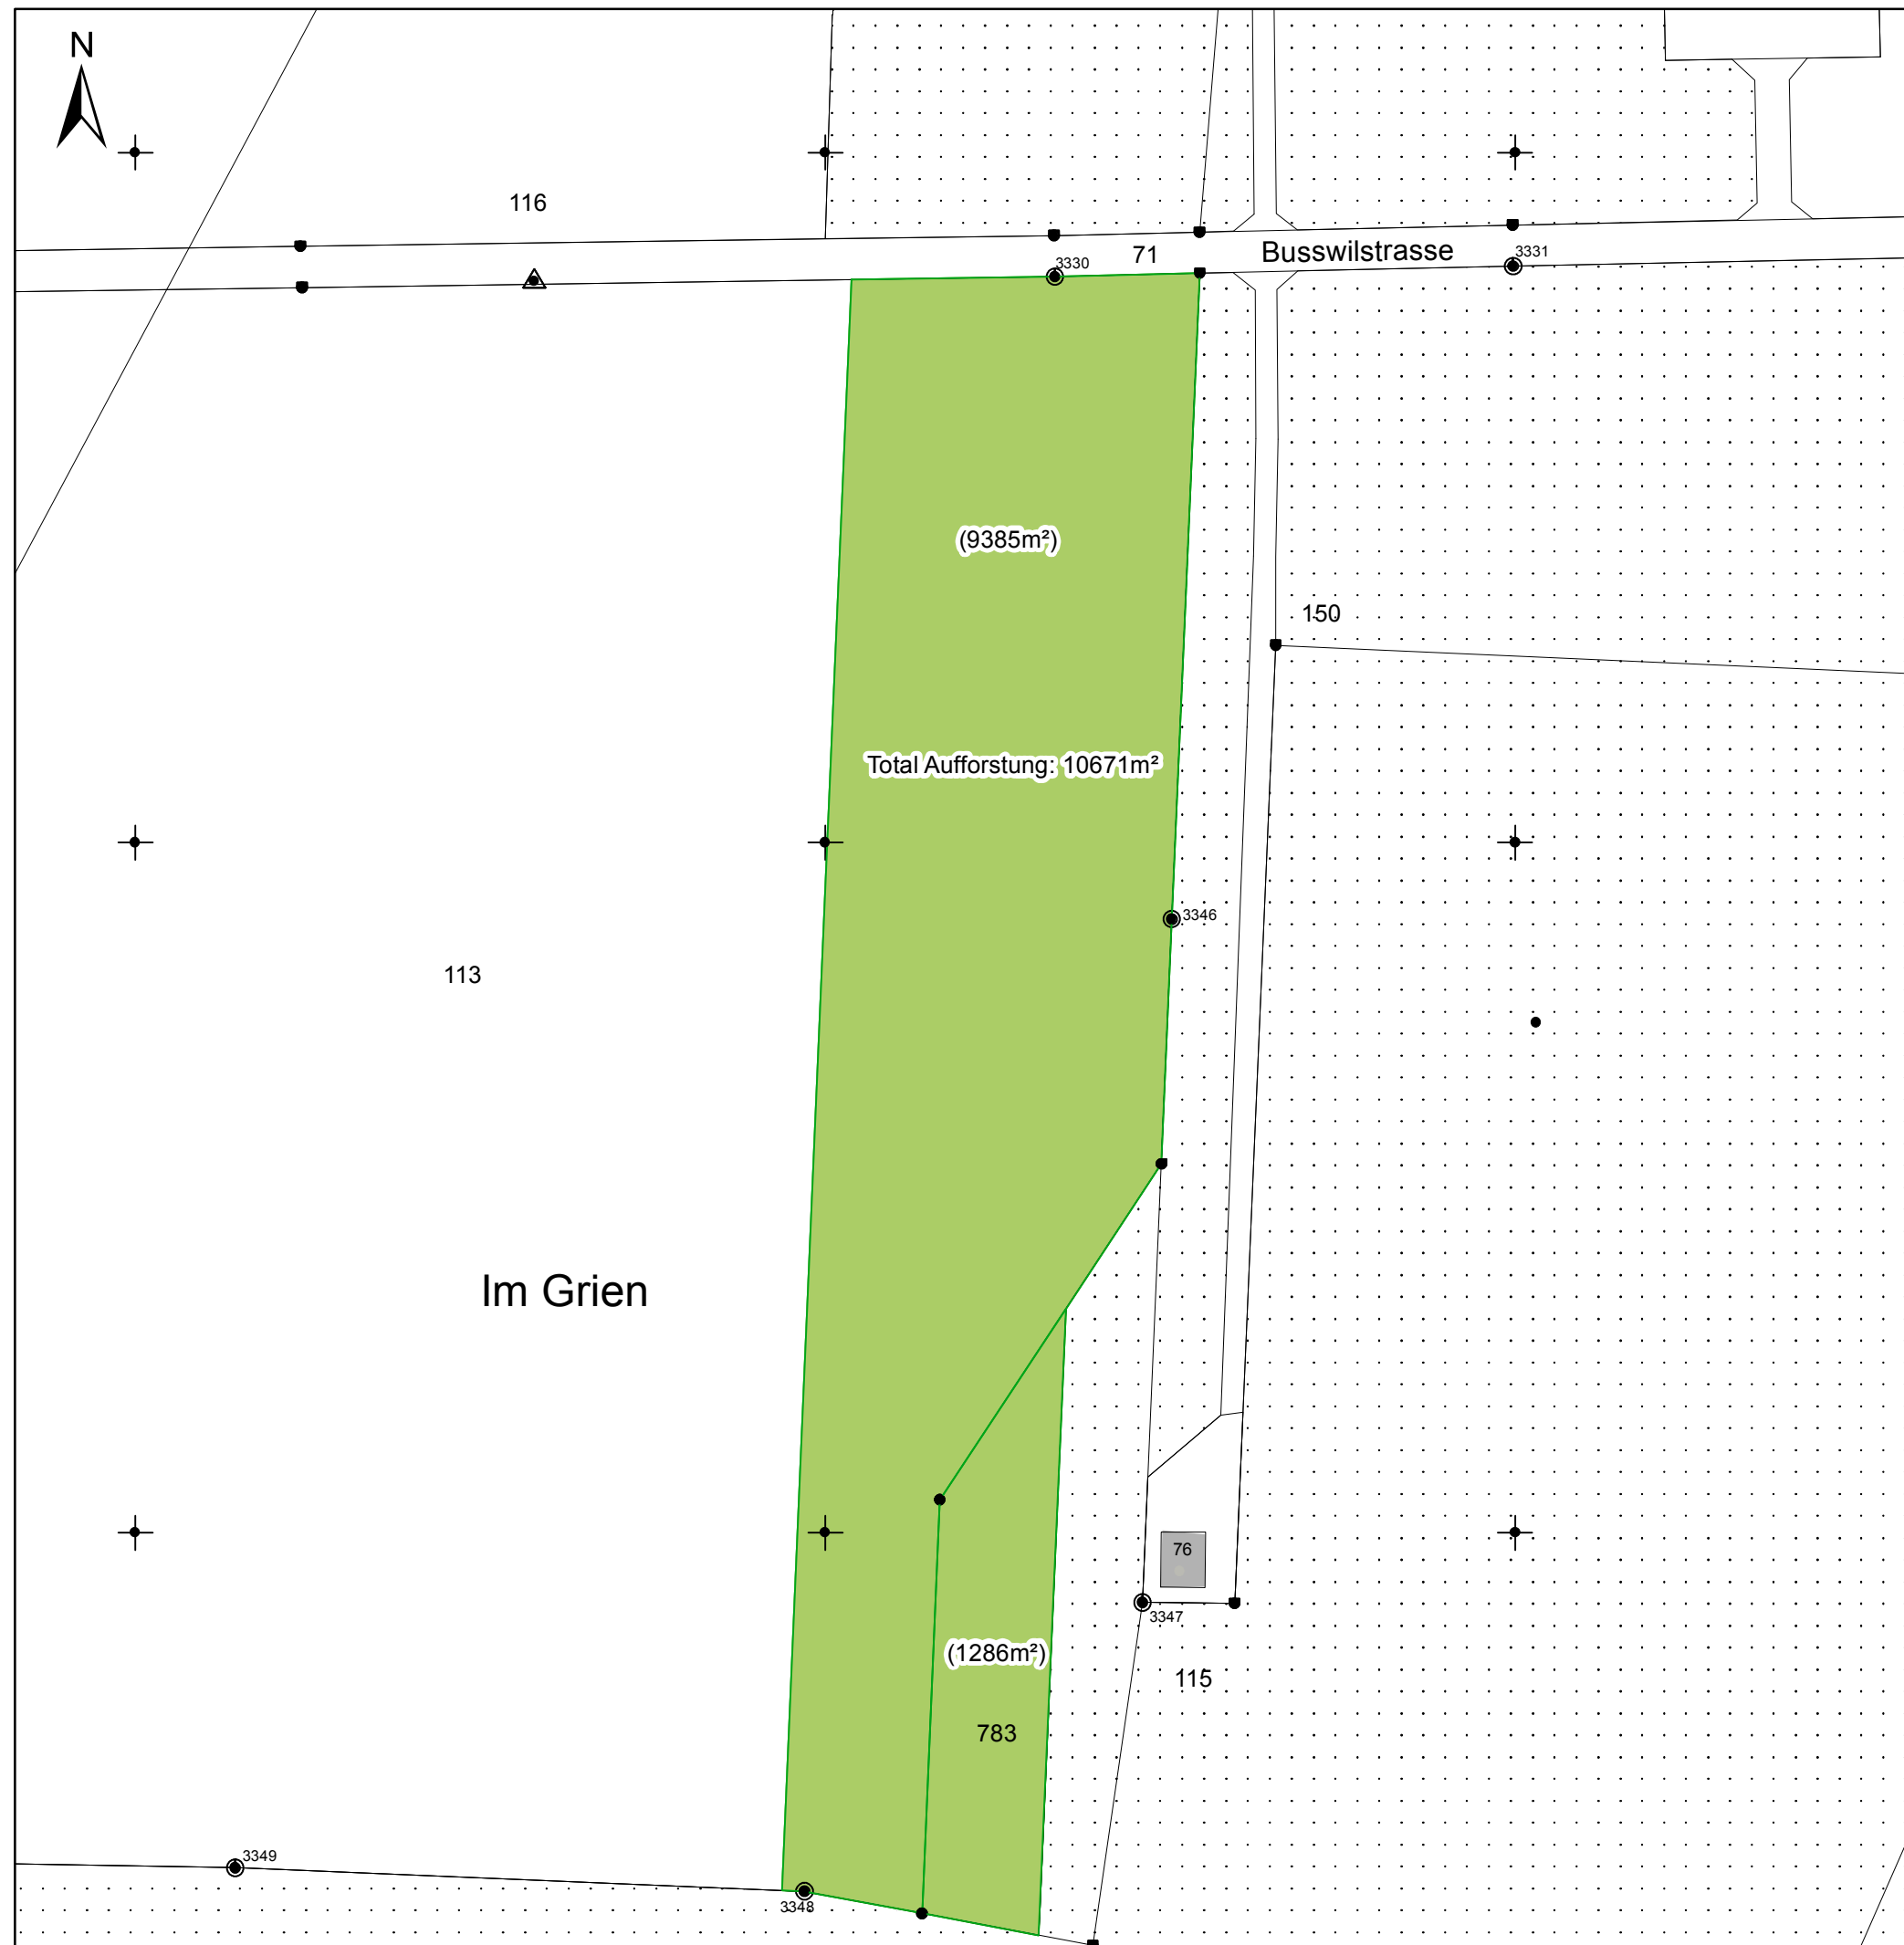 N
116
71
Busswilstrasse
3330
3331
(9385m²)
150
Total Aufforstung: 10671m²
3346
113
Im Grien
76
3347
(1286m²)
115
783
3349
3348